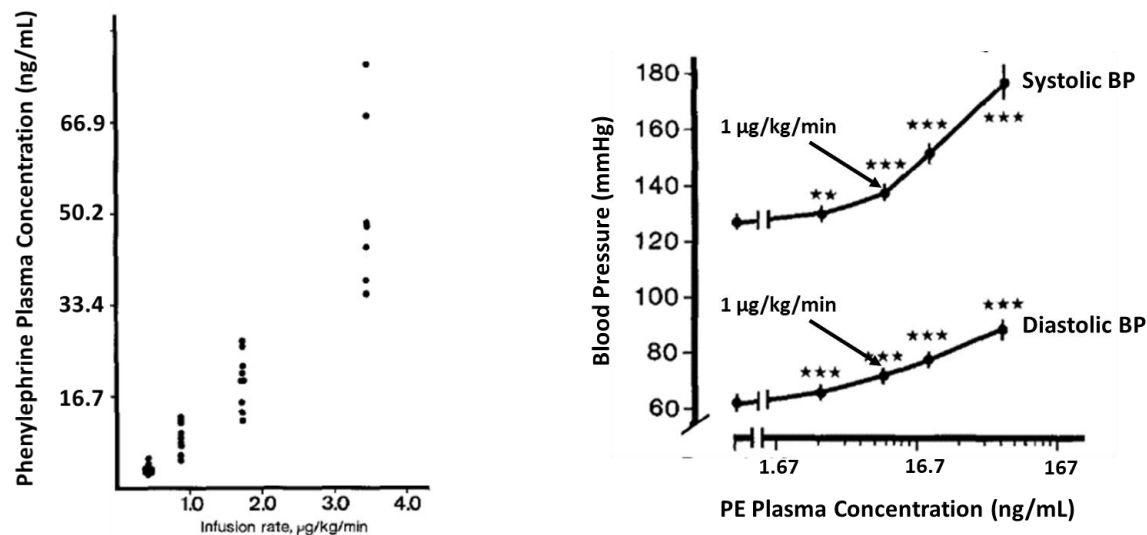 Phenylephrine Plasma Concentration (ng/mL)
66.9
50.2
33.4
16.7
1.0 2.0 3.0 4.0
Infusion rate, µg/kg/min
Blood Pressure (mmHg)
180
160
140
120
100
80
60
Systolic BP
1 µg/kg/min
★★
★★★
★★★
★★★
1 µg/kg/min
Diastolic BP
★★★
★★★
★★★
★★★
1.67 16.7 167
PE Plasma Concentration (ng/mL)